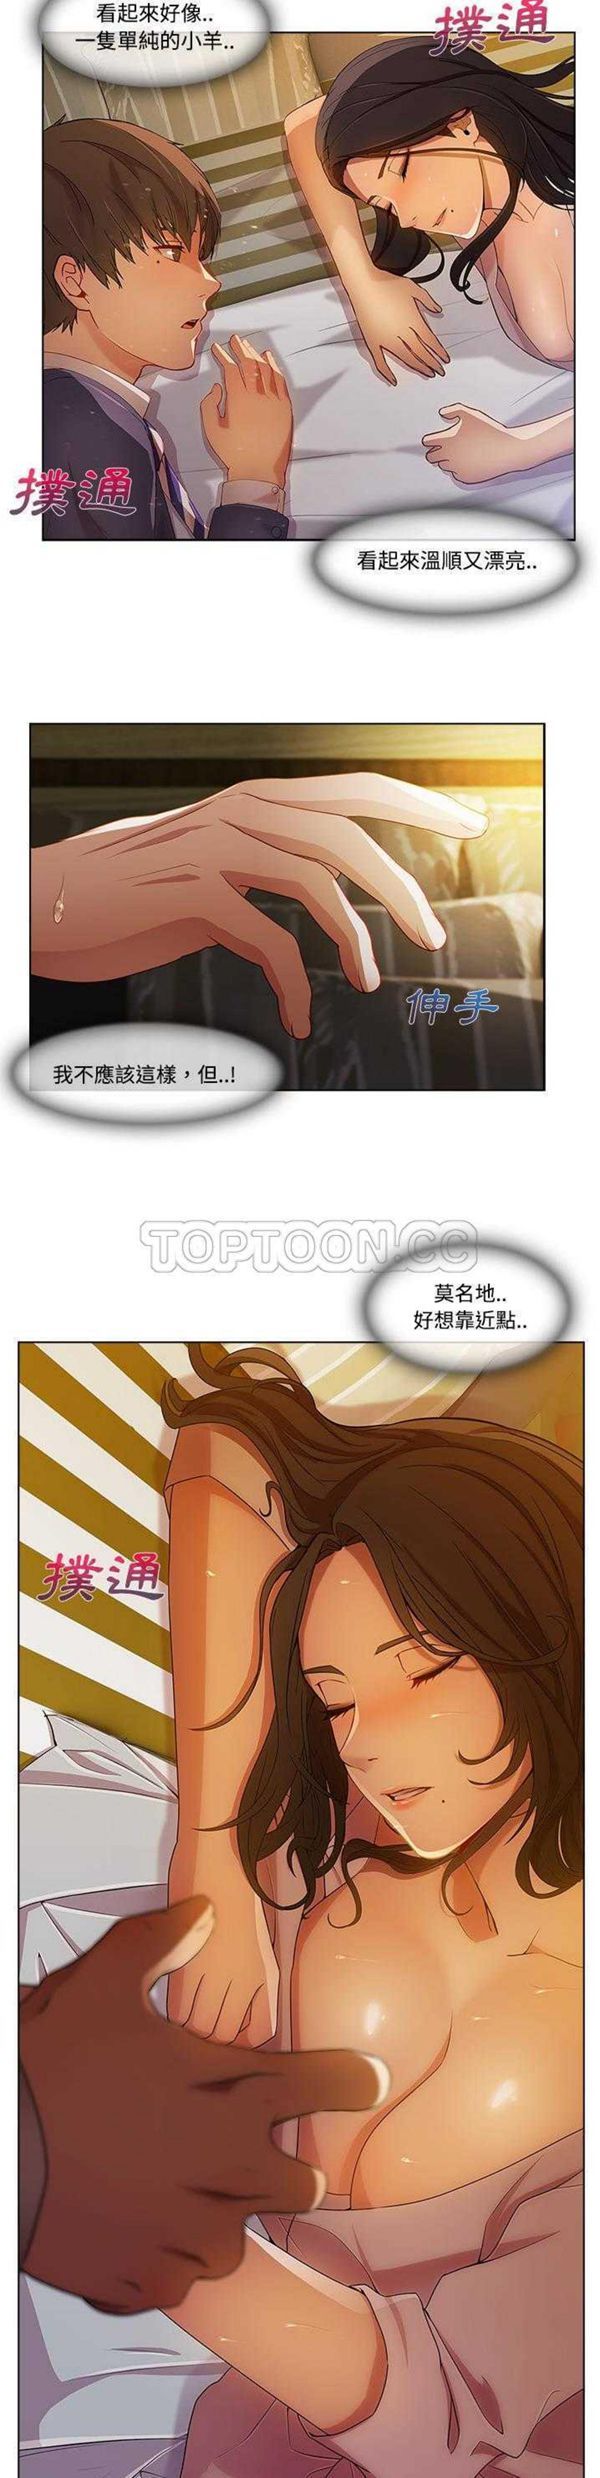 看起來好像..
一隻單純的小羊..
撲通
撲通
看起來溫順又漂亮..
伸手
我不應該這樣，但..!
TOPTOON.CC
莫名地..
好想靠近點..
撲通